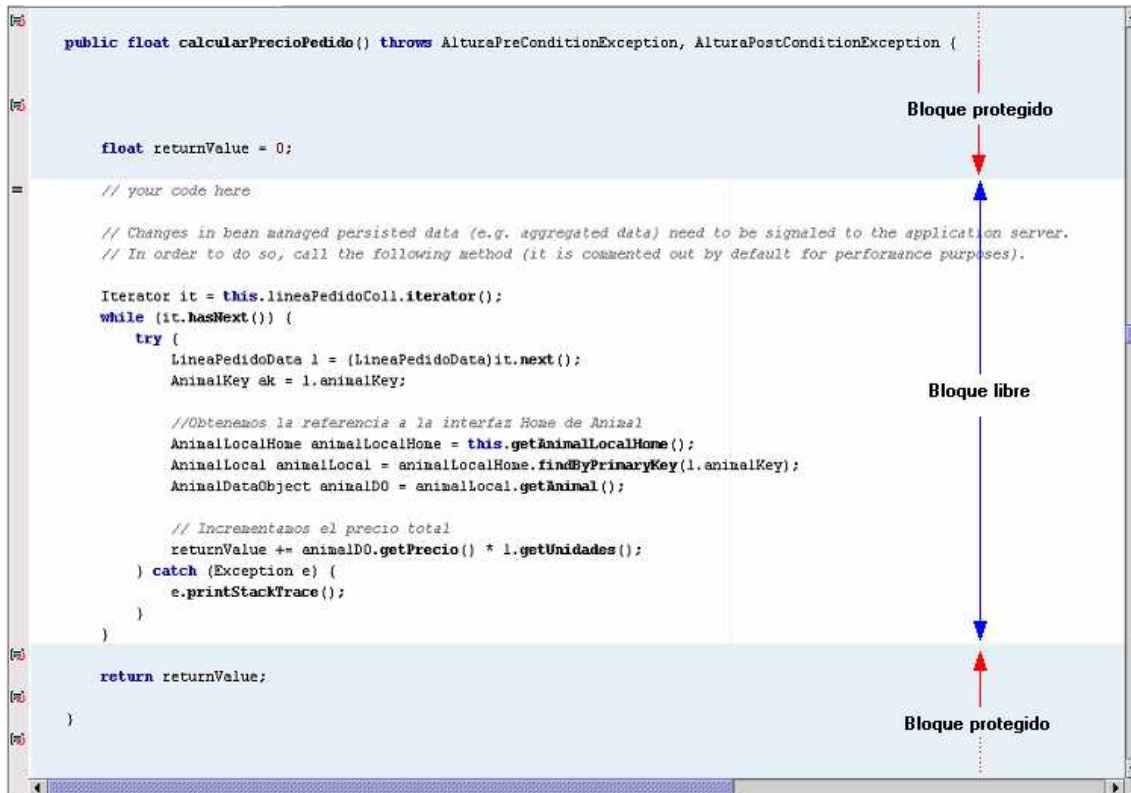 public float calcularPrecioPedido() throws AlturaPreConditionException, AlturaPostConditionException {
Bloque protegido
float returnValue = 0;
// your code here
// Changes in bean managed persisted data (e.g. aggregated data) need to be signaled to the application server.
// In order to do so, call the following method (it is commented out by default for performance purposes).
Iterator it = this.lineaPedidoColl.iterator();
while (it.hasNext()) {
try {
LineaPedidoData l = (LineaPedidoData)it.next();
AnimalKey ak = l.animalKey;
Bloque libre
//Obtenemos la referencia a la interfaz Home de Animal
AnimalLocalHome animalLocalHome = this.getAnimalLocalHome();
AnimalLocal animalLocal = animalLocalHome.findByPrimaryKey(l.animalKey);
AnimalDataObject animalDO = animalLocal.getAnimal();
// Incrementamos el precio total
returnValue += animalDO.getPrecio() * l.getUnidades();
} catch (Exception e) {
e.printStackTrace();
}
}
return returnValue;
}
Bloque protegido